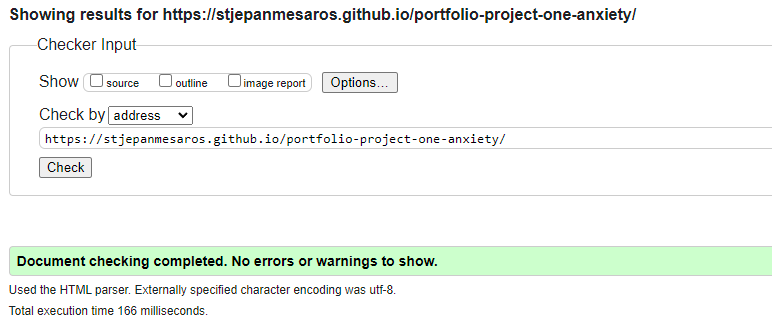 Showing results for https://stjepanmesaros.github.io/portfolio-project-one-anxiety/
Checker Input
Show source outline image report Options...
Check by address
https://stjepanmesaros.github.io/portfolio-project-one-anxiety/
Check
Document checking completed. No errors or warnings to show.
Used the HTML parser. Externally specified character encoding was utf-8.
Total execution time 166 milliseconds.